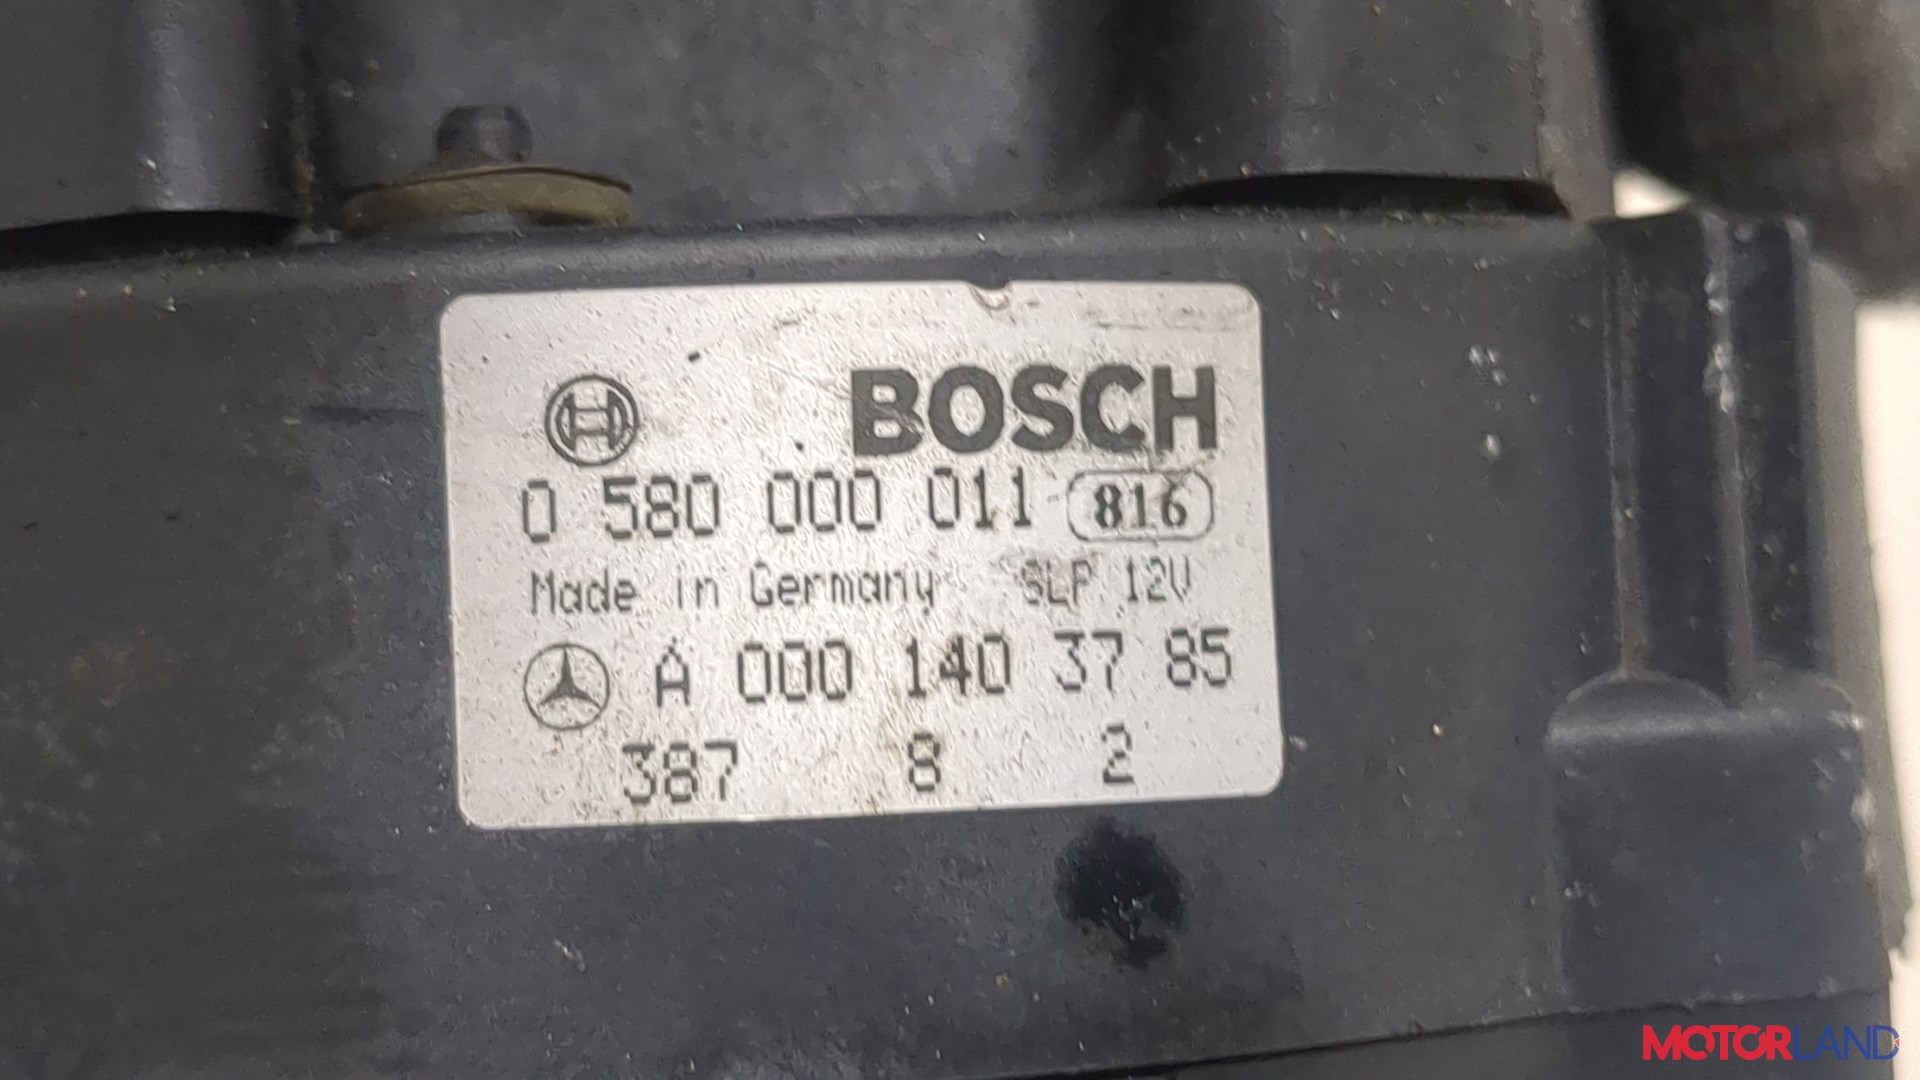 BOSCH
0 580 000 011 816
Made in Germany SLP 12V
A 000 140 37 85
387 8 2
MOTORLAND